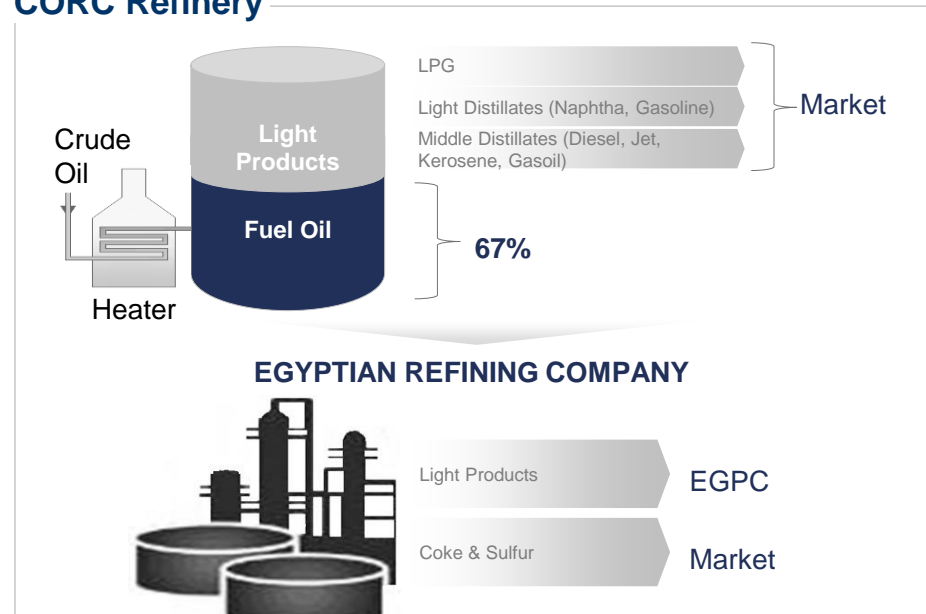 CORC Refinery
LPG
Light Distillates (Naphtha, Gasoline)
Middle Distillates (Diesel, Jet,
Kerosene, Gasoil)
Market
Crude
Oil
Light
Products
Fuel Oil
67%
Heater
EGYPTIAN REFINING COMPANY
Light Products
EGPC
Coke & Sulfur
Market